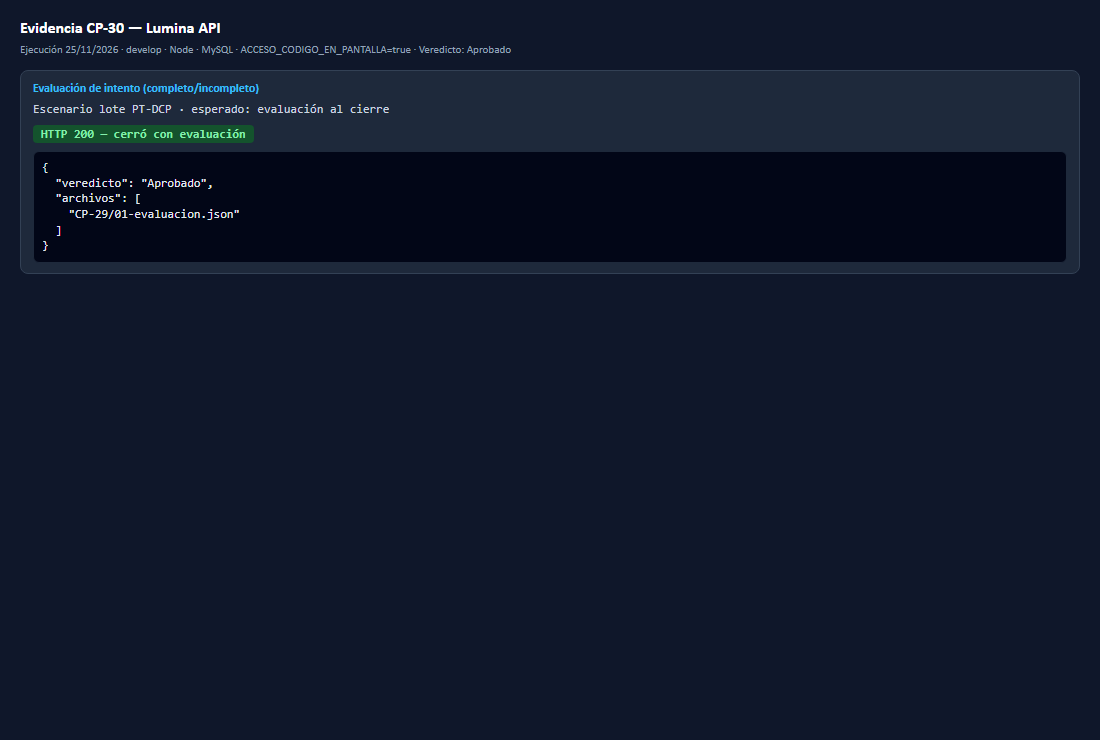 Evidencia CP-30 — Lumina API
Ejecución 25/11/2026 · develop · Node · MySQL · ACCESO_CODIGO_EN_PANTALLA=true · Veredicto: Aprobado
Evaluación de intento (completo/incompleto)
Escenario lote PT-DCP · esperado: evaluación al cierre
HTTP 200 — cerró con evaluación
{
  "veredicto": "Aprobado",
  "archivos": [
    "CP-29/01-evaluacion.json"
  ]
}